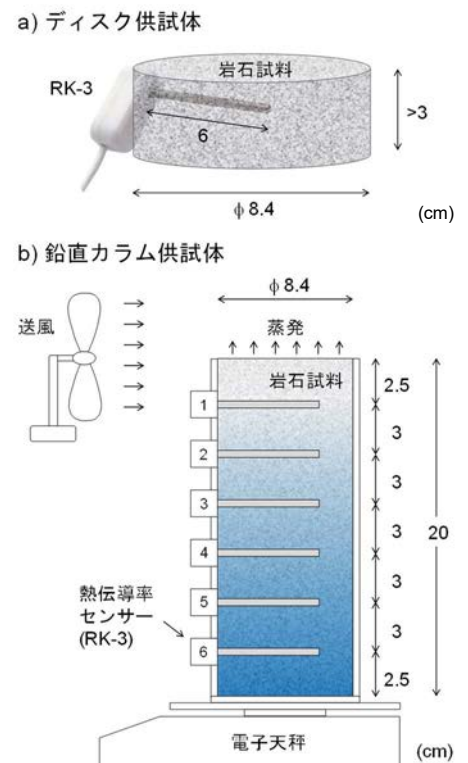 a) ディスク供試体
岩石試料
RK-3
6
>3
φ8.4
(cm)
b) 鉛直カラム供試体
φ8.4
送風
蒸発
岩石試料
2.5
1
3
2
3
3
3
20
4
3
5
熱伝導率
センサー
(RK-3)
3
6
2.5
電子天秤
(cm)